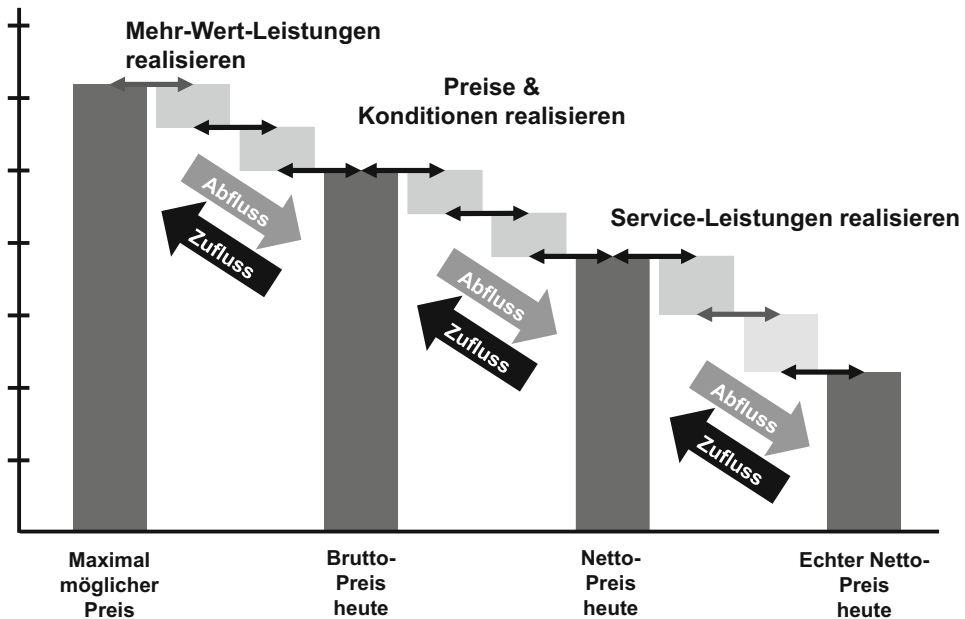 Mehr-Wert-Leistungen
realisieren
Preise &
Konditionen realisieren
Service-Leistungen realisieren
Abfluss
Zufluss
Abfluss
Zufluss
Abfluss
Zufluss
Maximal
möglicher
Preis
Brutto-
Preis
heute
Netto-
Preis
heute
Echter Netto-
Preis
heute